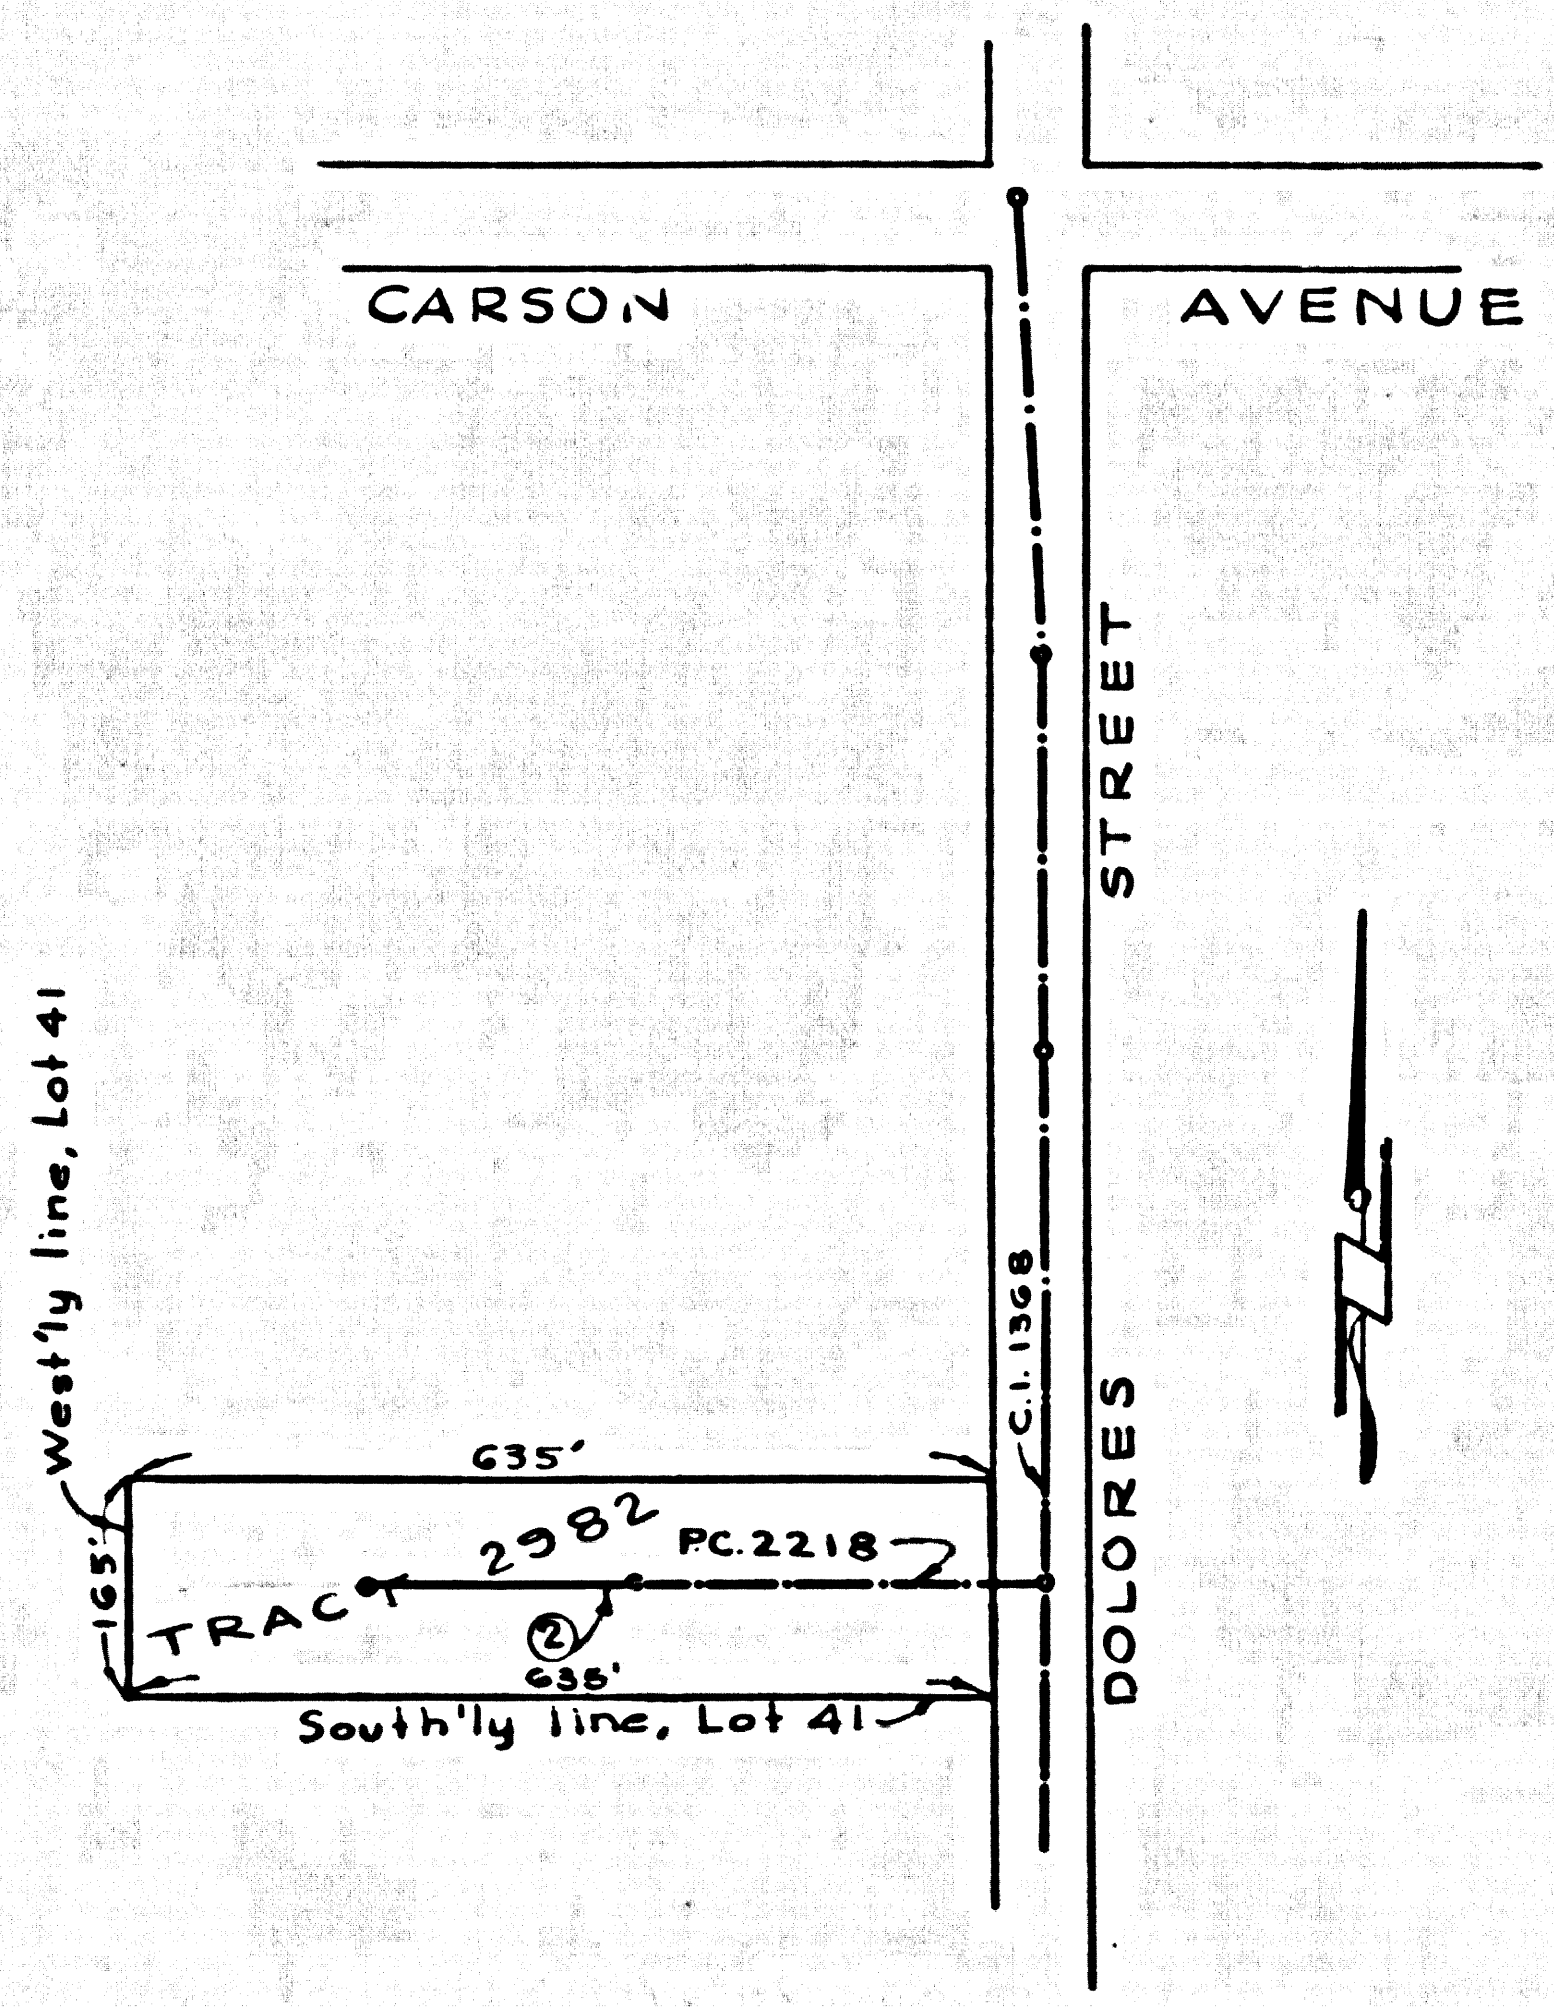 CARSON AVENUE
STREET
West'ly line, Lot 41
C.I. 1368
DOLORES
635'
2982
P.C. 2218
165'
TRACT
2
635'
South'ly line, Lot 41